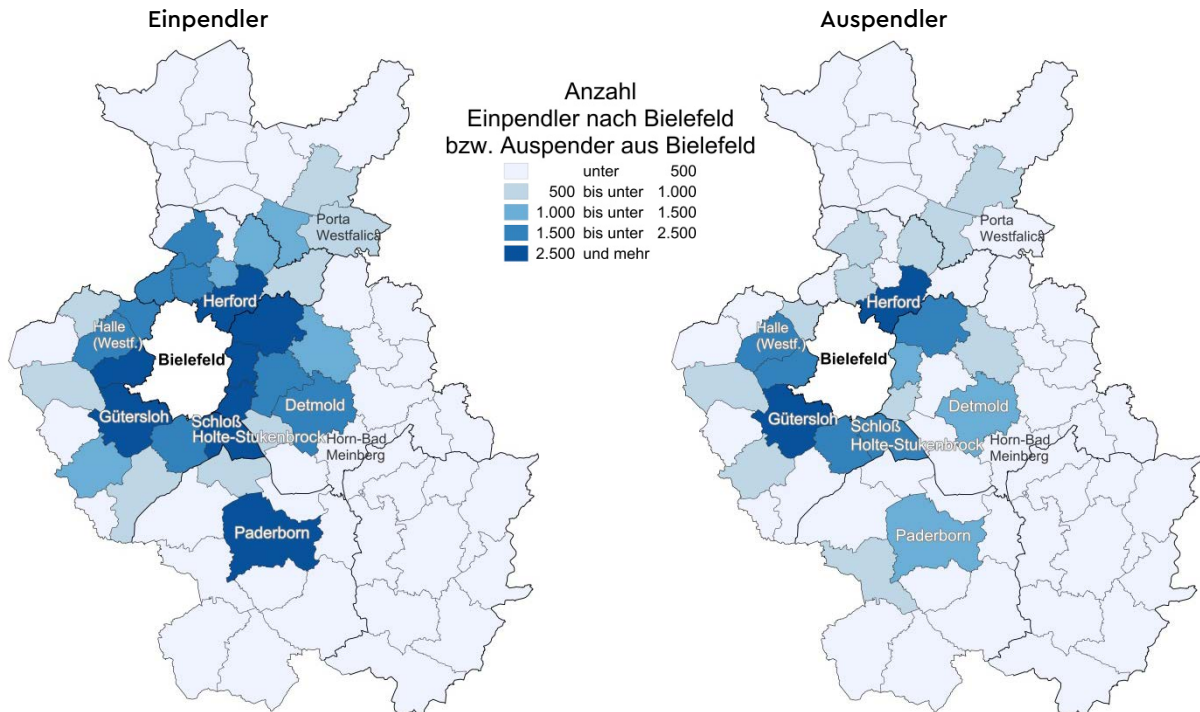 Einpendler
Auspendler
Anzahl
Einpendler nach Bielefeld
bzw. Auspender aus Bielefeld
unter 500
500 bis unter 1.000
1.000 bis unter 1.500
1.500 bis unter 2.500
2.500 und mehr
Porta
Westfalica
Herford
Halle
(Westf.)
Bielefeld
Gütersloh
Schloß
Holte-Stukenbrock
Detmold
Horn-Bad
Meinberg
Paderborn
Porta
Westfalica
Herford
Halle
(Westf.)
Bielefeld
Detmold
Gütersloh
Schloß
Holte-Stukenbrock
Horn-Bad
Meinberg
Paderborn